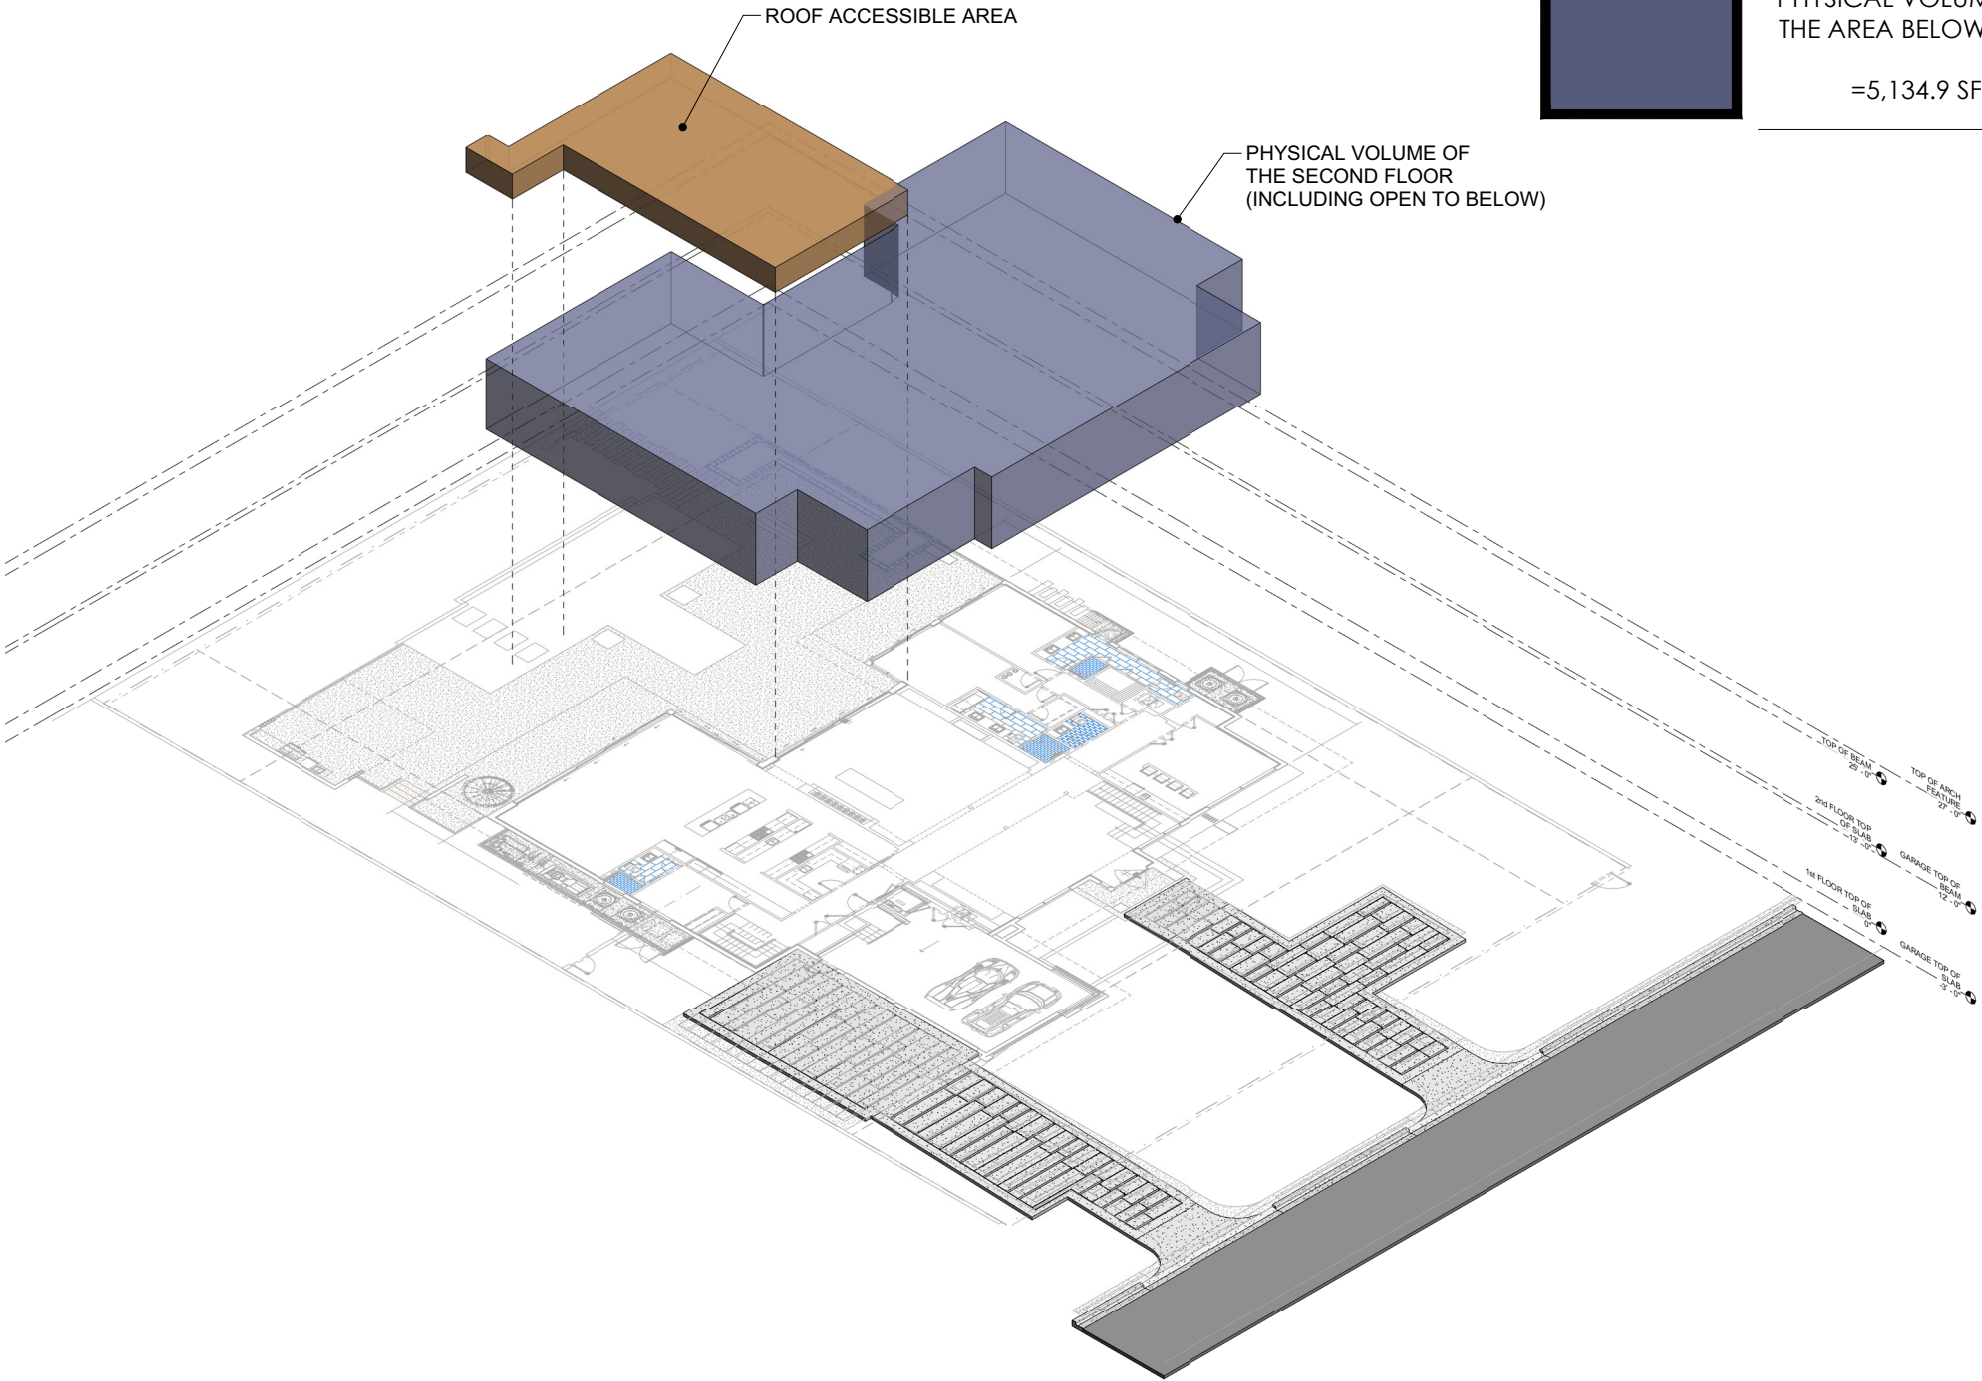 ROOF ACCESSIBLE AREA
THE AREA BELOW
=5,134.9 SF
PHYSICAL VOLUME OF
THE SECOND FLOOR
(INCLUDING OPEN TO BELOW)
TOP OF BEAM
25' - 0"
TOP OF ARCH
FEATURE
27' - 0"
2nd FLOOR TOP
OF SLAB
13' - 0"
GARAGE TOP OF
BEAM
12' - 0"
1st FLOOR TOP OF
SLAB
0"
GARAGE TOP OF
SLAB
-3' - 0"